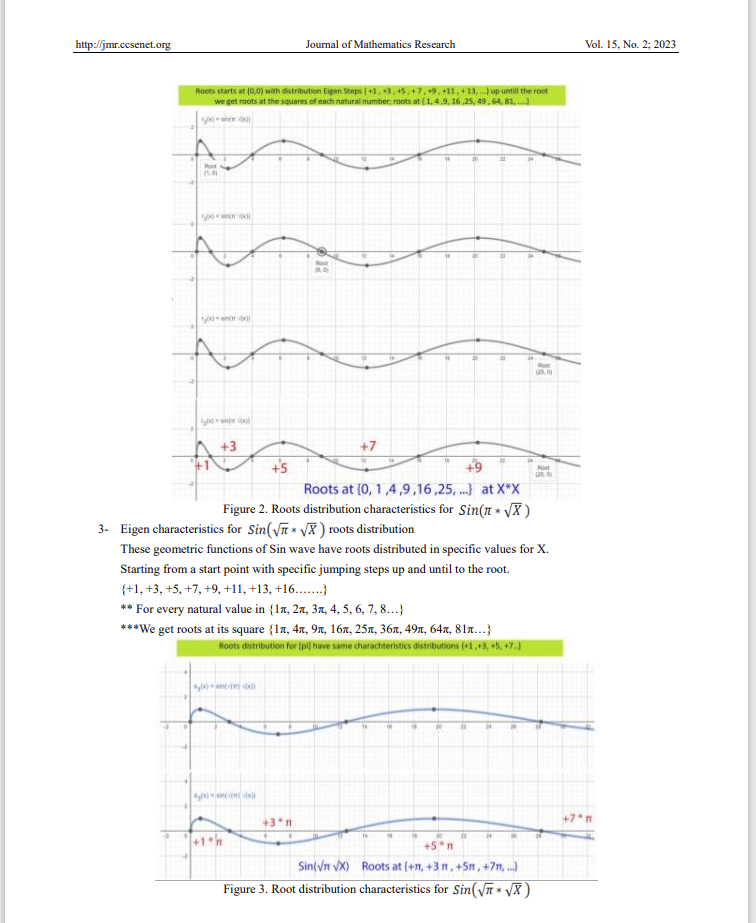 http://jmr.ccsenet.org Journal of Mathematics Research Vol. 15, No. 2; 2023
Roots starts at (0,0) with distribution Eigen Steps ( +1, +3, +5, + 7, +9, +11, + 13, ...) up untill the root
we get roots at the squares of each natural number; roots at { 1, 4 ,9, 16 ,25, 49 , 64, 81, ....}
Root
(1, 0)
Root
(9, 0)
Root
(25, 0)
+3 +7
+1 +5 +9
Root
(25, 0)
Roots at {0, 1 ,4 ,9 ,16 ,25, ...} at X*X
Figure 2. Roots distribution characteristics for Sin(π * √X )
3- Eigen characteristics for Sin(√π * √X ) roots distribution
These geometric functions of Sin wave have roots distributed in specific values for X.
Starting from a start point with specific jumping steps up and until to the root.
{+1, +3, +5, +7, +9, +11, +13, +16…….}
** For every natural value in {1π, 2π, 3π, 4, 5, 6, 7, 8…}
***We get roots at its square {1π, 4π, 9π, 16π, 25π, 36π, 49π, 64π, 81π…}
Roots distribution for [pi] have same charachteristics distributions (+1 ,+3, +5, +7..)
+3 * π +7 * π
+1 * π +5 * π
Sin(√π √X) Roots at {+π, +3 π , +5π , +7π, ...}
Figure 3. Root distribution characteristics for Sin(√π * √X )